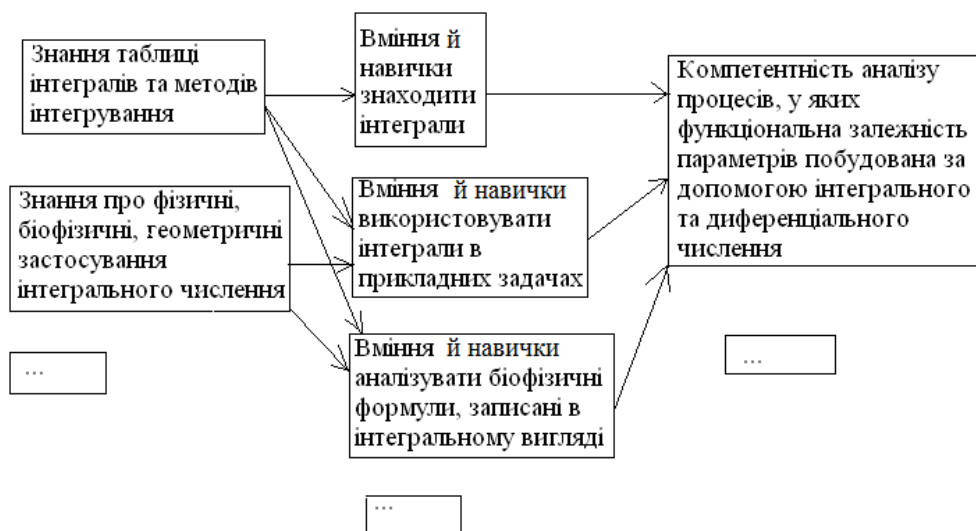 Знання таблиці
інтегралів та методів
інтегрування
Знання про фізичні,
біофізичні, геометричні
застосування
інтегрального числення
...
Вміння й
навички
знаходити
інтеграли
Вміння й навички
використовувати
інтеграли в
прикладних задачах
Вміння й навички
аналізувати біофізичні
формули, записані в
інтегральному вигляді
...
Компетентність аналізу
процесів, у яких
функціональна залежність
параметрів побудована за
допомогою інтегрального
та диференціального
числення
...